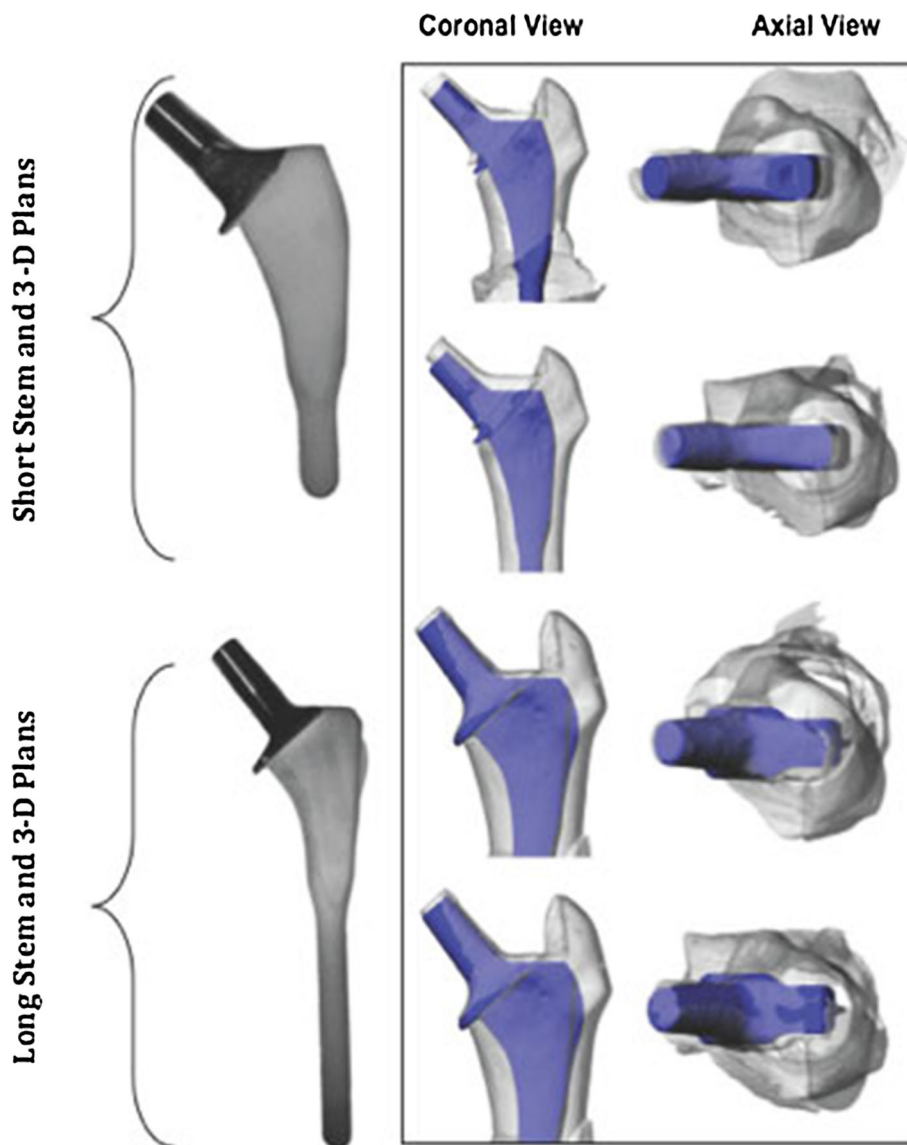 Coronal View
Axial View
Short Stem and 3-D Plans
Long Stem and 3-D Plans